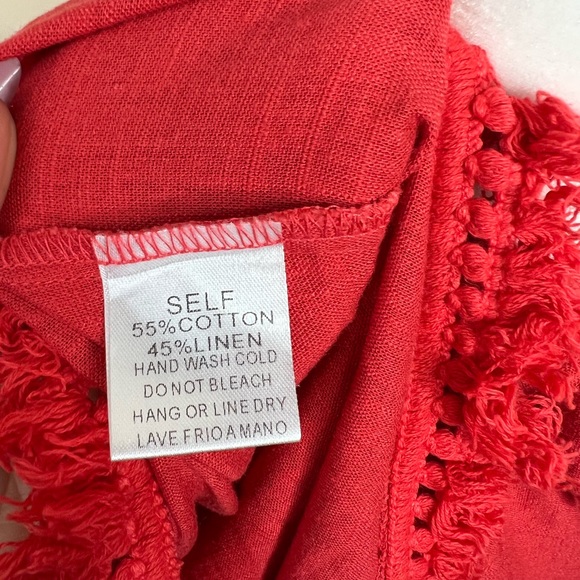 SELF
55%COTTON
45%LINEN
HAND WASH COLD
DO NOT BLEACH
HANG OR LINE DRY
LAVE FRIO A MANO